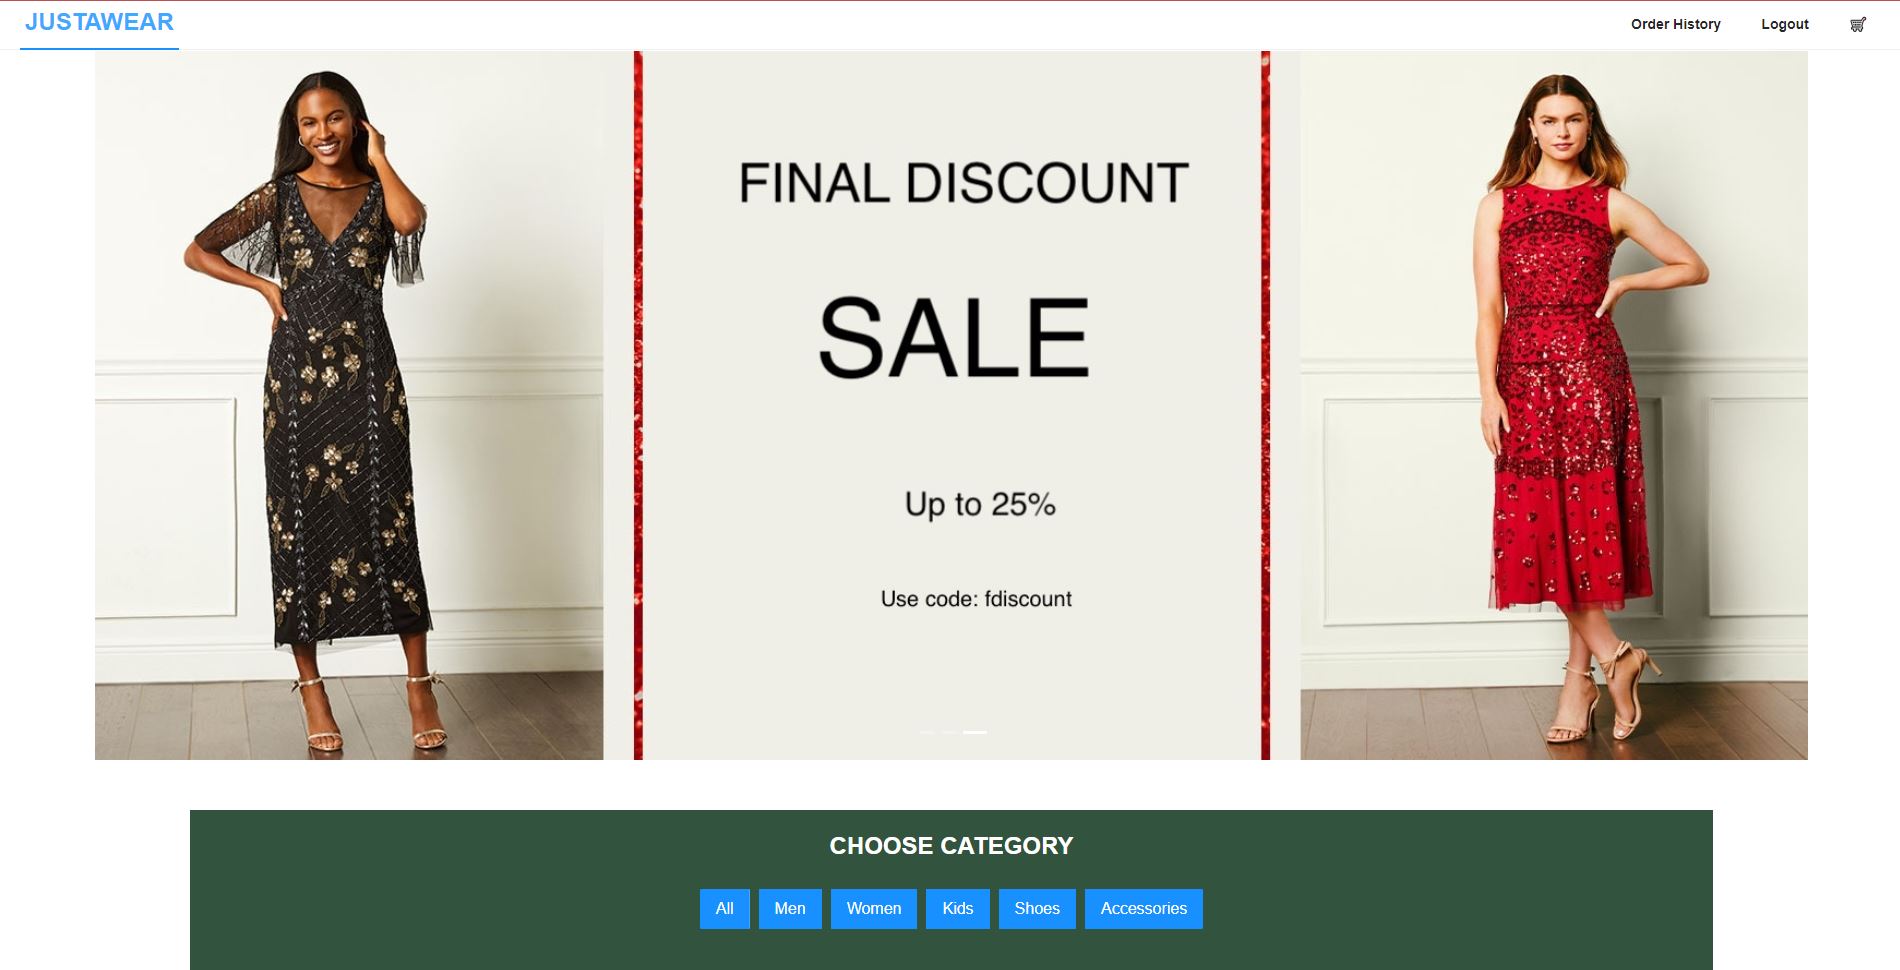 JUSTAWEAR
Order History
Logout
FINAL DISCOUNT
SALE
Up to 25%
Use code: fdiscount
CHOOSE CATEGORY
All
Men
Women
Kids
Shoes
Accessories